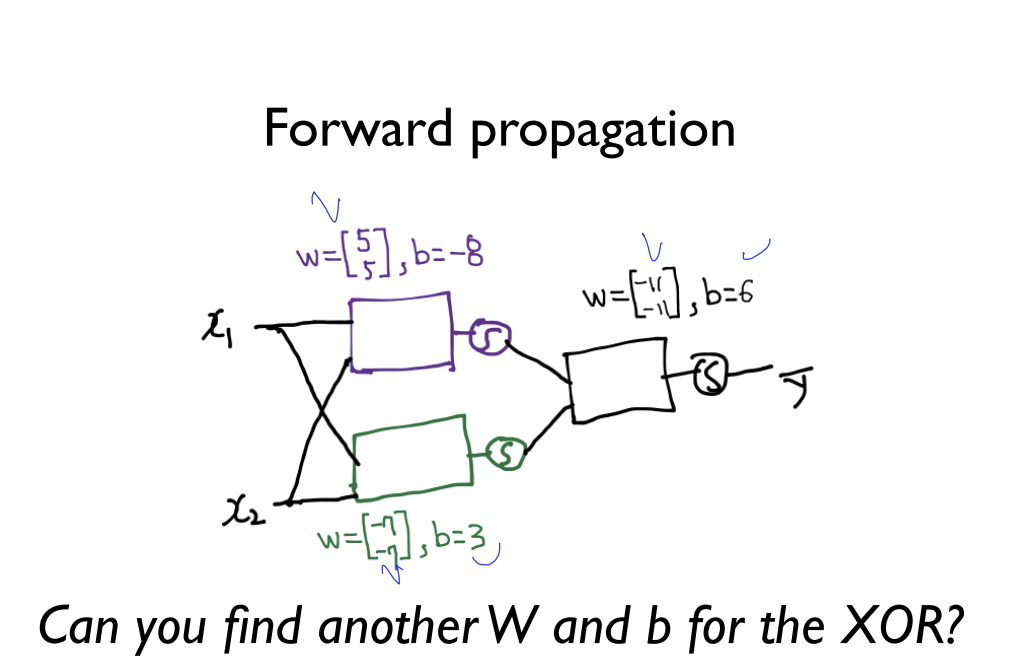 Forward propagation
w=[5 5], b=-8
w=[-11 -11], b=6
x₁
S
S
ȳ
S
x₂
w=[-7 -7], b=3
Can you find another W and b for the XOR?